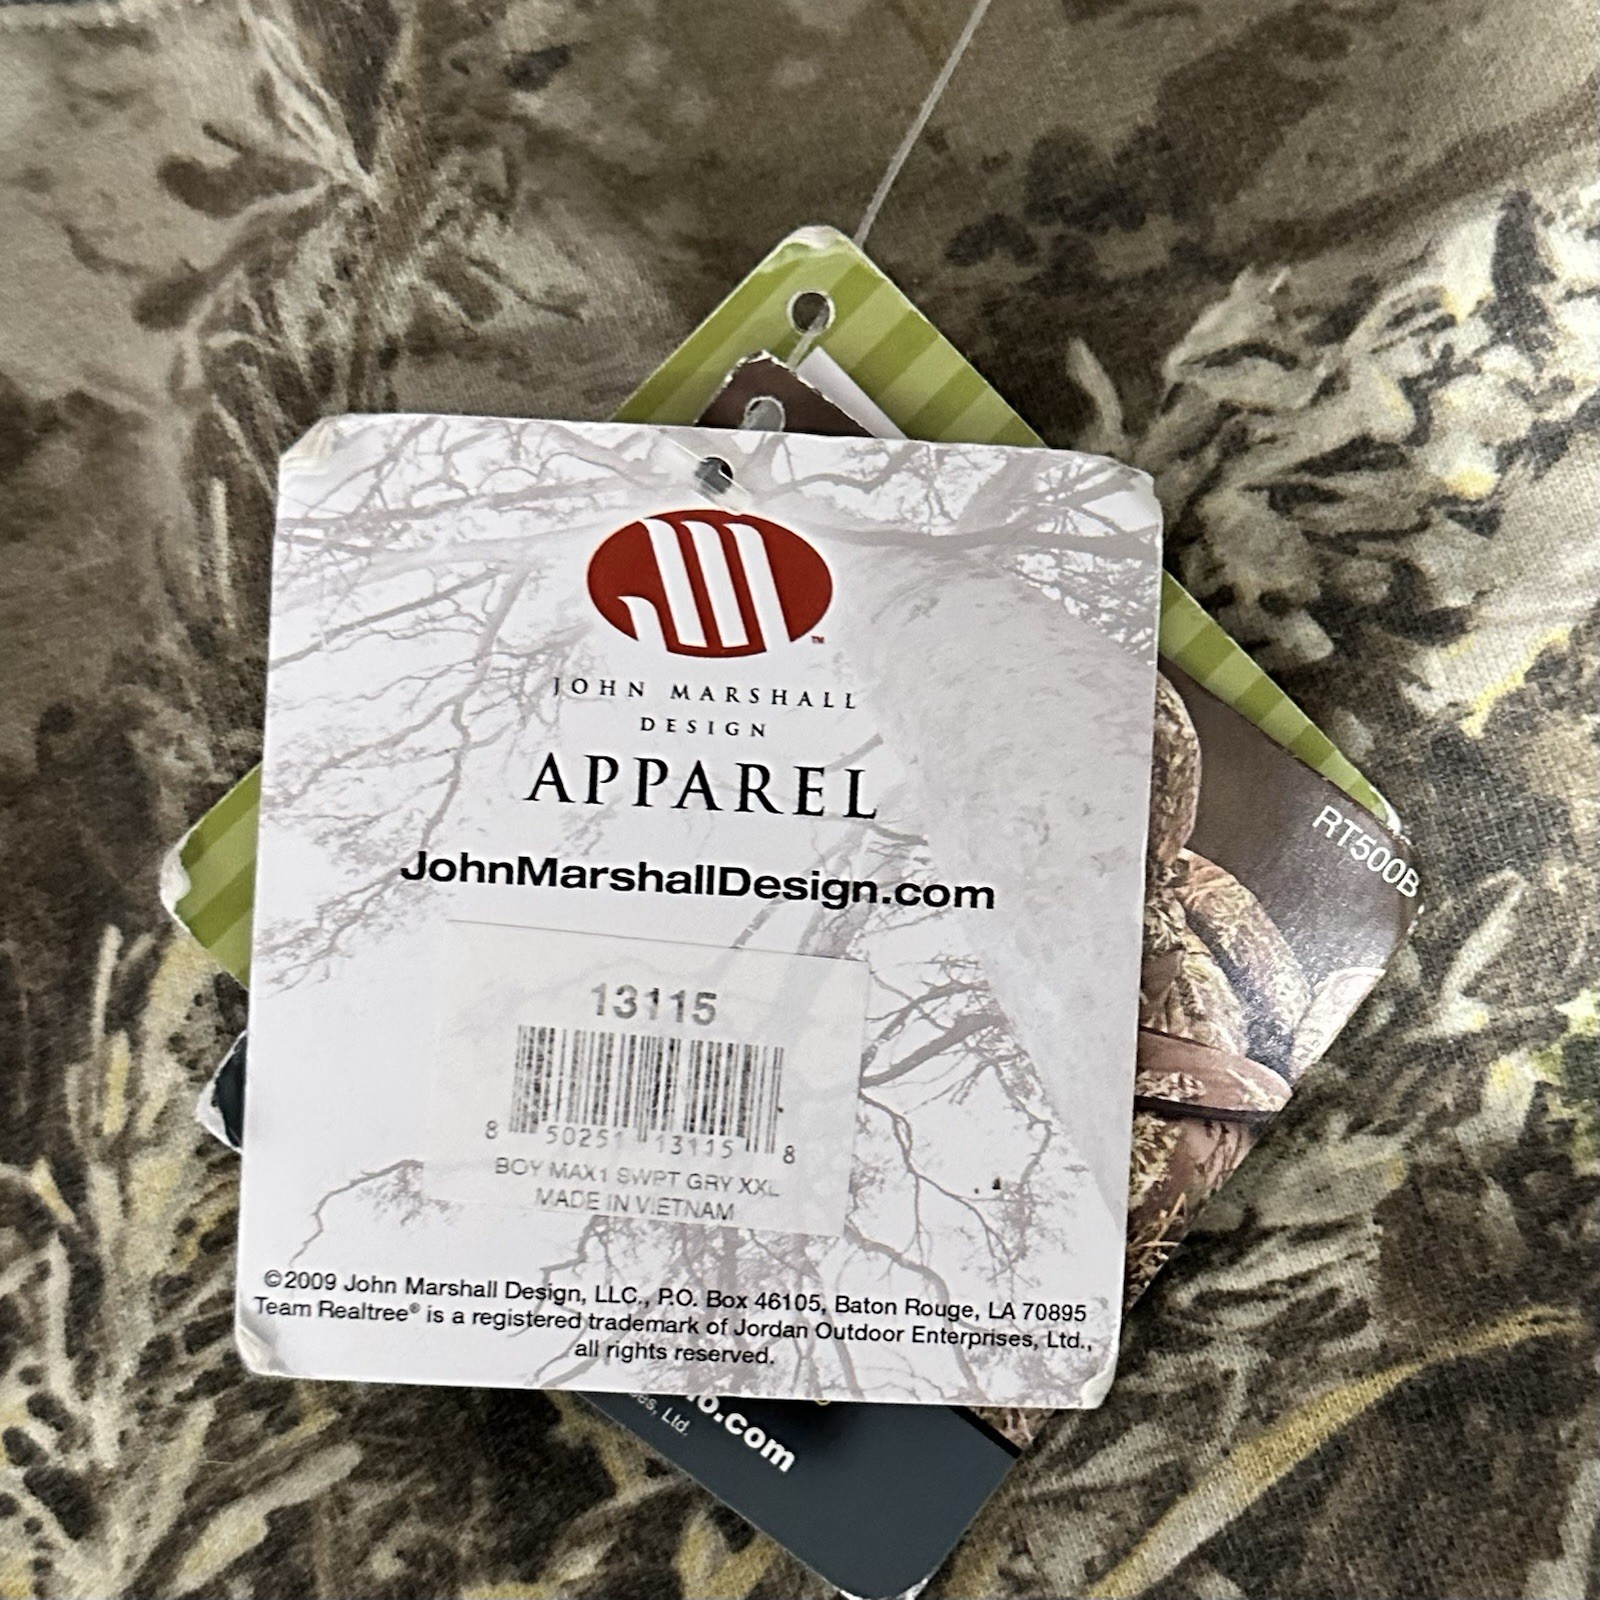 ™
JOHN MARSHALL
DESIGN
APPAREL
JohnMarshallDesign.com
RT500B
13115
8 50251 13115 8
BOY MAX1 SWPT GRY XXL
MADE IN VIETNAM
©2009 John Marshall Design, LLC., P.O. Box 46105, Baton Rouge, LA 70895
Team Realtree® is a registered trademark of Jordan Outdoor Enterprises, Ltd.,
all rights reserved.
.com
Ltd.